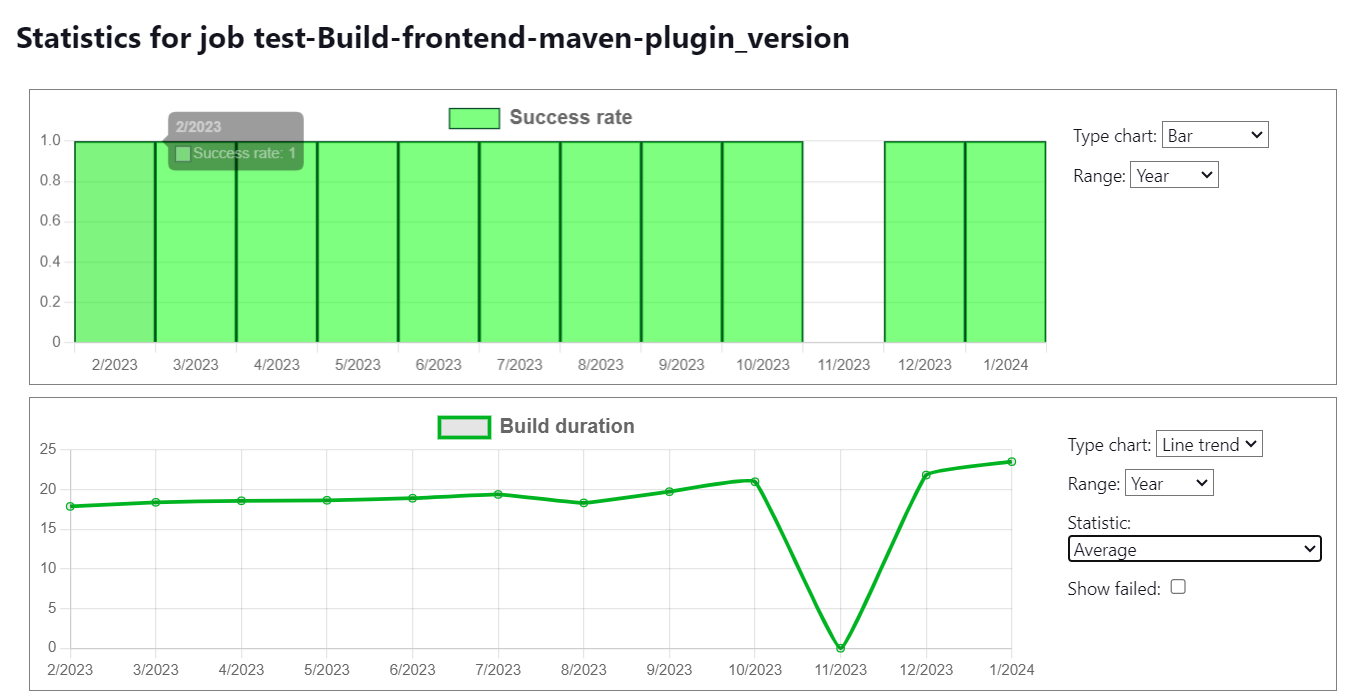 Statistics for job test-Build-frontend-maven-plugin_version
Success rate
2/2023
Success rate: 1
1.0
0.8
0.6
0.4
0.2
0
2/2023 3/2023 4/2023 5/2023 6/2023 7/2023 8/2023 9/2023 10/2023 11/2023 12/2023 1/2024
Type chart: Bar
Range: Year
Build duration
25
20
15
10
5
0
2/2023 3/2023 4/2023 5/2023 6/2023 7/2023 8/2023 9/2023 10/2023 11/2023 12/2023 1/2024
Type chart: Line trend
Range: Year
Statistic:
Average
Show failed: